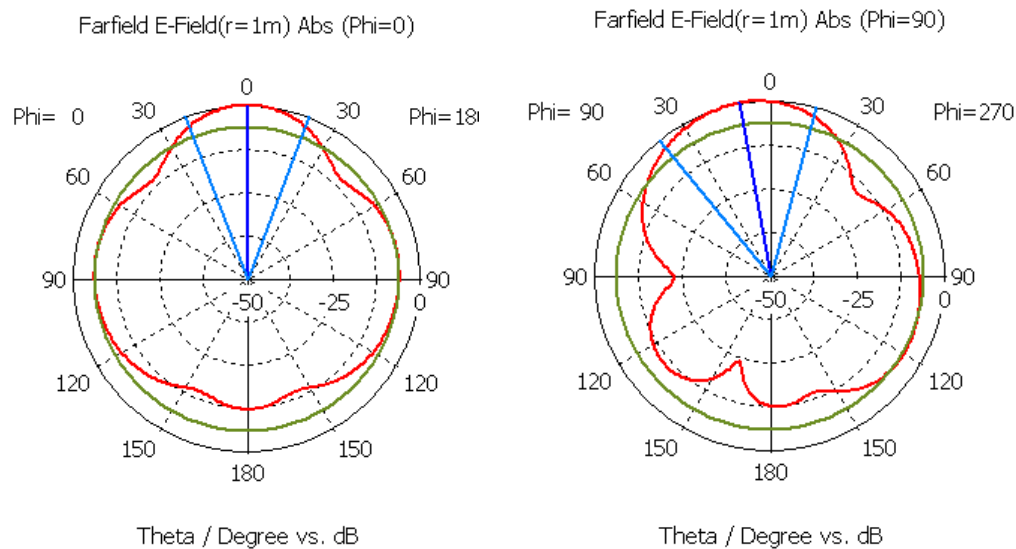 Farfield E-Field(r=1m) Abs (Phi=0)
0
Phi= 0 30 30 Phi=18
60 60
90 -50 -25 0 90
120 120
150 150
180
Theta / Degree vs. dB
Farfield E-Field(r=1m) Abs (Phi=90)
0
Phi= 90 30 30 Phi=270
60 60
90 -50 -25 0 90
120 120
150 150
180
Theta / Degree vs. dB